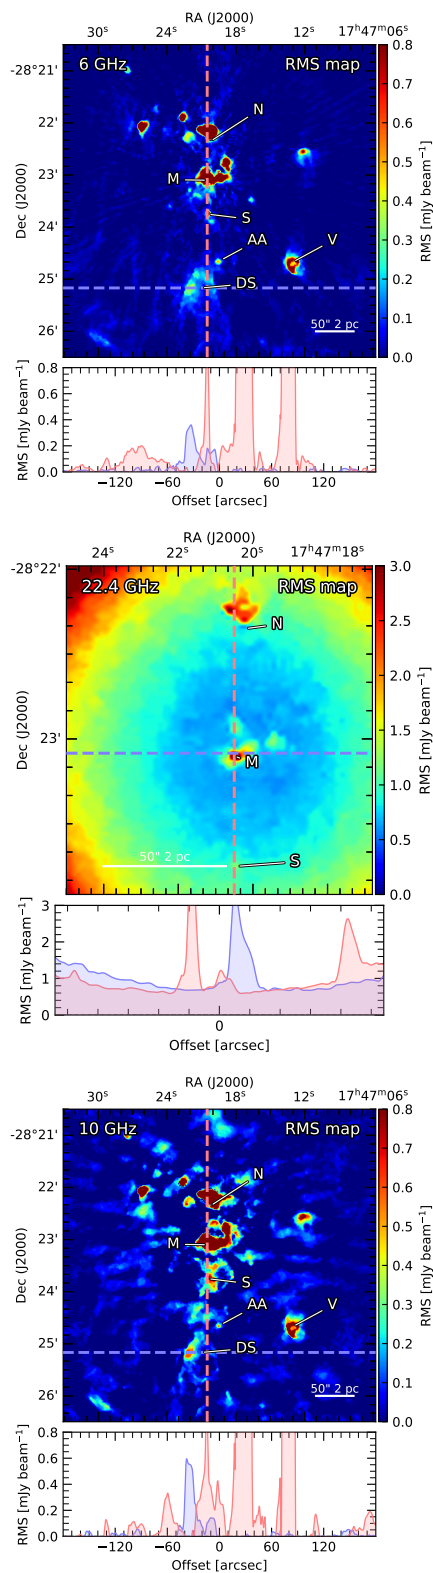 RA (J2000)
30ˢ 24ˢ 18ˢ 12ˢ 17ʰ47ᵐ06ˢ
6 GHz RMS map
-28°21'
22'
23'
24'
25'
26'
Dec (J2000)
N
M
S
AA
V
DS
50" 2 pc
0.8
0.7
0.6
0.5
0.4
0.3
0.2
0.1
0.0
RMS [mJy beam⁻¹]
0.8
0.6
0.4
0.2
0.0
RMS [mJy beam⁻¹]
−120 −60 0 60 120
Offset [arcsec]
RA (J2000)
24ˢ 22ˢ 20ˢ 17ʰ47ᵐ18ˢ
22.4 GHz RMS map
-28°22'
23'
Dec (J2000)
N
M
S
50" 2 pc
3.0
2.5
2.0
1.5
1.0
0.5
0.0
RMS [mJy beam⁻¹]
3
2
1
0
RMS [mJy beam⁻¹]
0
Offset [arcsec]
RA (J2000)
30ˢ 24ˢ 18ˢ 12ˢ 17ʰ47ᵐ06ˢ
10 GHz RMS map
-28°21'
22'
23'
24'
25'
26'
Dec (J2000)
N
M
S
AA
V
DS
50" 2 pc
0.8
0.7
0.6
0.5
0.4
0.3
0.2
0.1
0.0
RMS [mJy beam⁻¹]
0.8
0.6
0.4
0.2
0.0
RMS [mJy beam⁻¹]
−120 −60 0 60 120
Offset [arcsec]